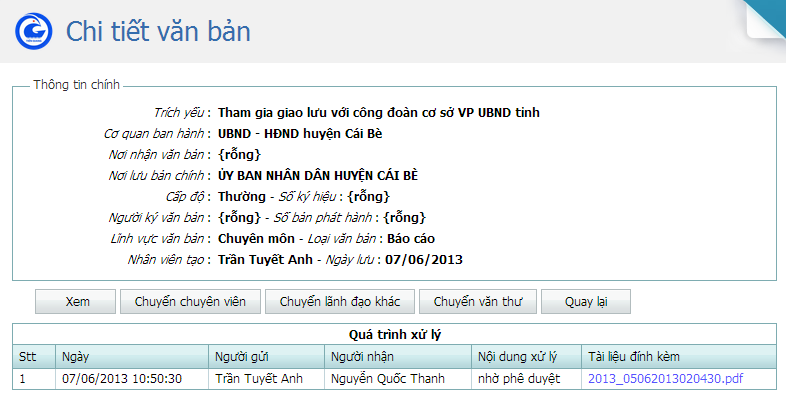 Chi tiết văn bản
Thông tin chính
Trích yếu : Tham gia giao lưu với công đoàn cơ sở VP UBND tỉnh
Cơ quan ban hành : UBND - HĐND huyện Cái Bè
Nơi nhận văn bản : {rỗng}
Nơi lưu bản chính : ỦY BAN NHÂN DÂN HUYỆN CÁI BÈ
Cấp độ : Thường - Số ký hiệu : {rỗng}
Người ký văn bản : {rỗng} - Số bản phát hành : {rỗng}
Lĩnh vực văn bản : Chuyên môn - Loại văn bản : Báo cáo
Nhân viên tạo : Trần Tuyết Anh - Ngày lưu : 07/06/2013
Xem Chuyển chuyên viên Chuyển lãnh đạo khác Chuyển văn thư Quay lại
Quá trình xử lý
Stt Ngày Người gửi Người nhận Nội dung xử lý Tài liệu đính kèm
1 07/06/2013 10:50:30 Trần Tuyết Anh Nguyễn Quốc Thanh nhờ phê duyệt 2013_05062013020430.pdf